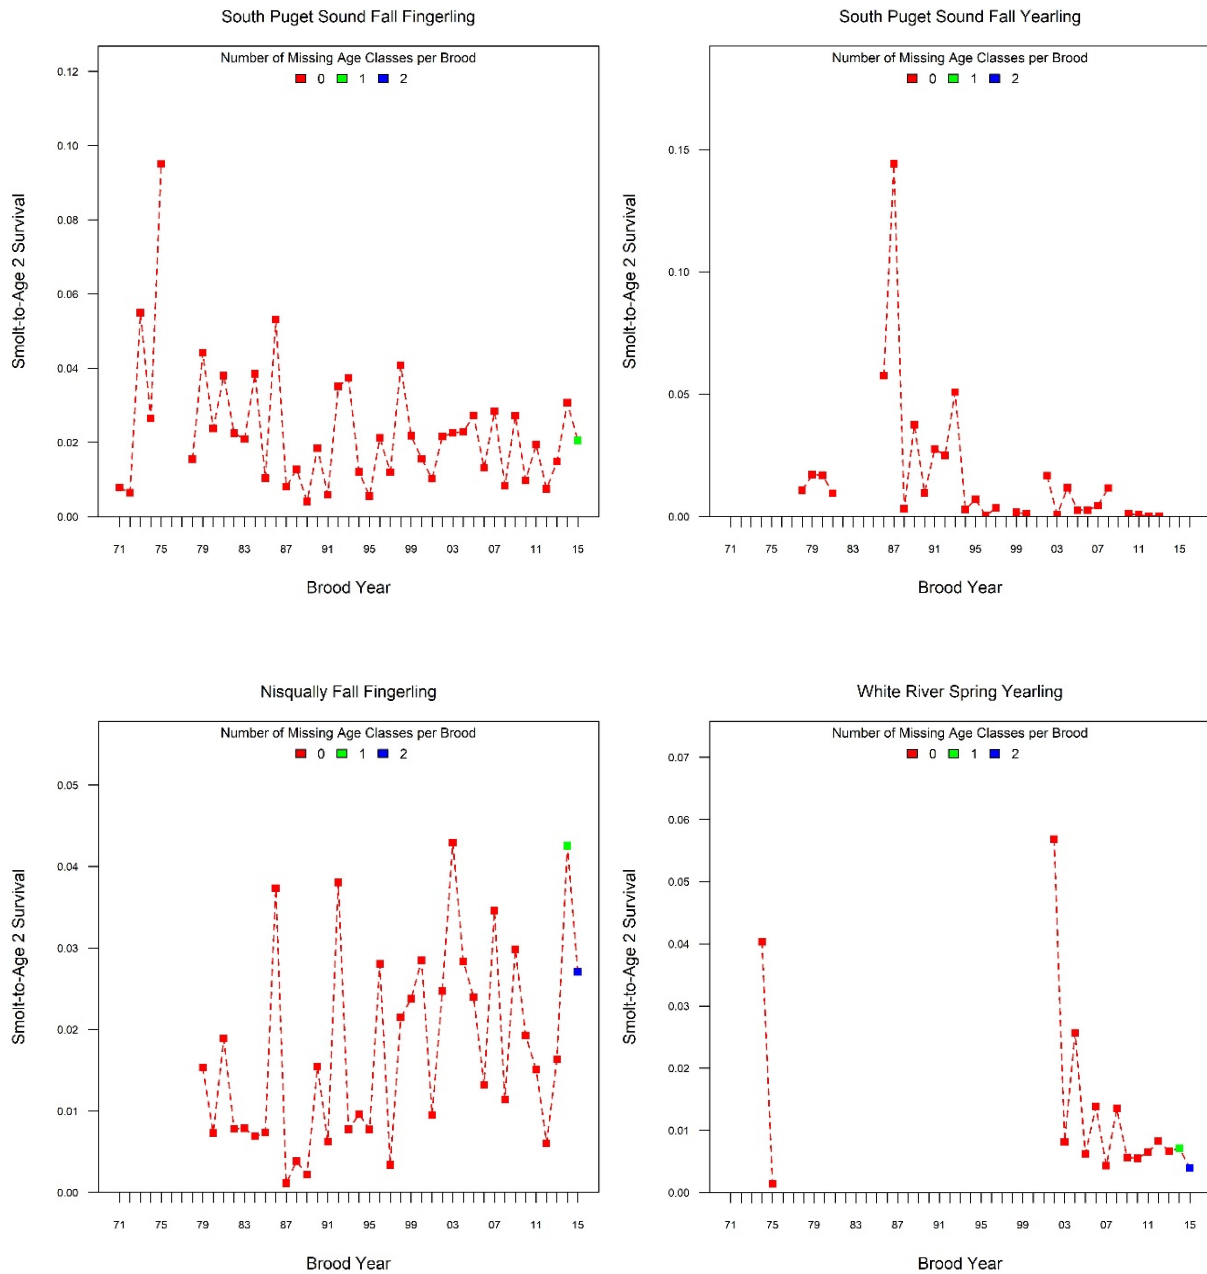 South Puget Sound Fall Fingerling
Number of Missing Age Classes per Brood
0 1 2
0.12
0.10
0.08
0.06
0.04
0.02
0.00
Smolt-to-Age 2 Survival
71 75 79 83 87 91 95 99 03 07 11 15
Brood Year
South Puget Sound Fall Yearling
Number of Missing Age Classes per Brood
0 1 2
0.15
0.10
0.05
0.00
Smolt-to-Age 2 Survival
71 75 79 83 87 91 95 99 03 07 11 15
Brood Year
Nisqually Fall Fingerling
Number of Missing Age Classes per Brood
0 1 2
0.05
0.04
0.03
0.02
0.01
0.00
Smolt-to-Age 2 Survival
71 75 79 83 87 91 95 99 03 07 11 15
Brood Year
White River Spring Yearling
Number of Missing Age Classes per Brood
0 1 2
0.07
0.06
0.05
0.04
0.03
0.02
0.01
0.00
Smolt-to-Age 2 Survival
71 75 79 83 87 91 95 99 03 07 11 15
Brood Year